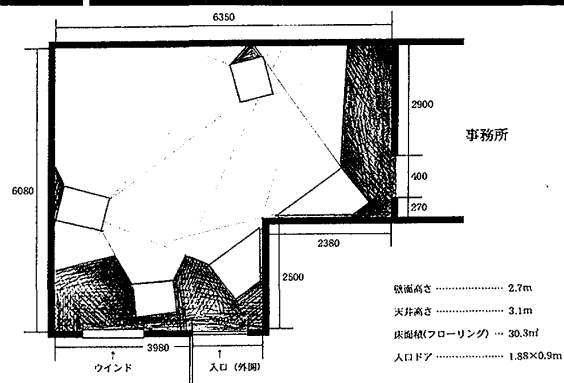 6350
2900
事務所
6080
400
270
2380
2500
壁面高さ ………………… 2.7m
天井高さ ………………… 3.1m
床面積(フローリング) … 30.3㎡
入口ドア ……………… 1.88×0.9m
3980
↑ ↑
ウインド 入口(外開)